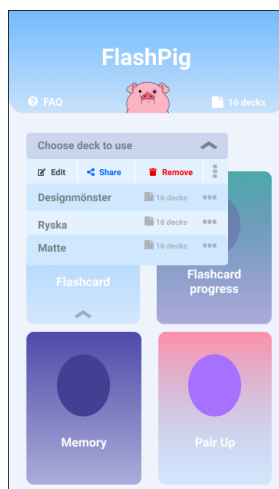 FlashPig
FAQ
16 decks
Choose deck to use
Edit Share Remove
Designmönster 16 decks
Ryska 16 decks
Matte 16 decks
Flashcard
Flashcard
progress
Memory
Pair Up